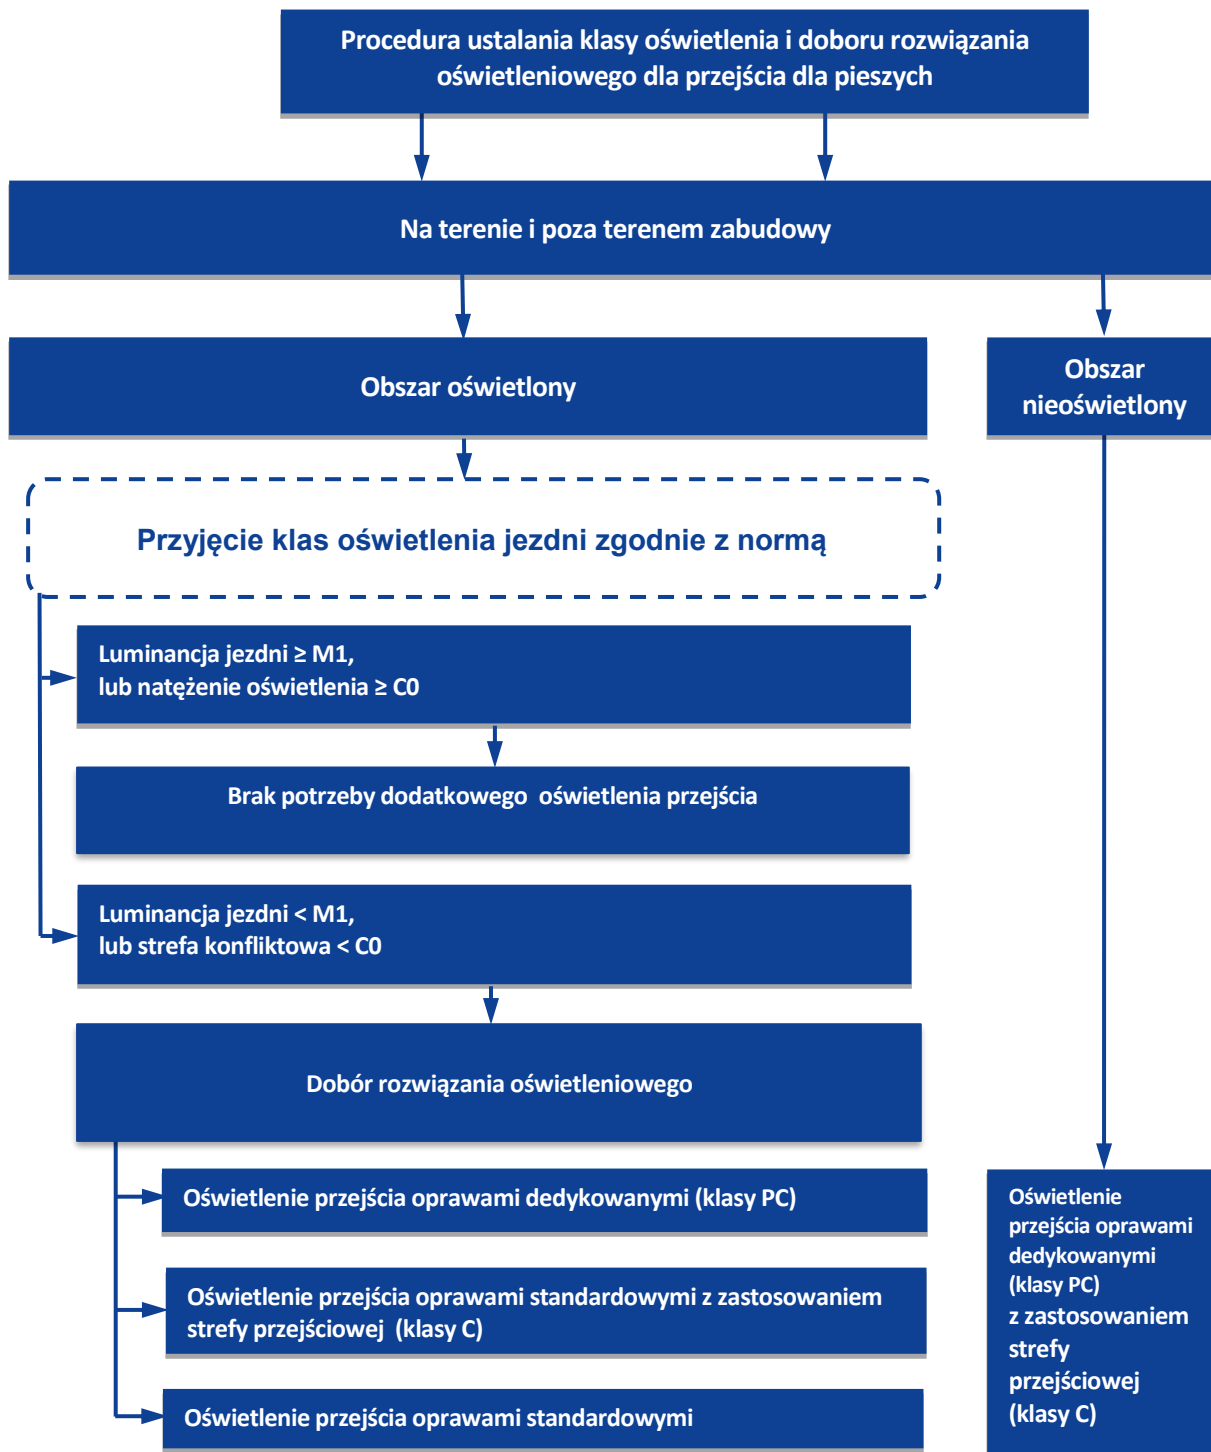 Procedura ustalania klasy oświetlenia i doboru rozwiązania
oświetleniowego dla przejścia dla pieszych
Na terenie i poza terenem zabudowy
Obszar oświetlony
Obszar
nieoświetlony
Przyjęcie klas oświetlenia jezdni zgodnie z normą
Luminancja jezdni ≥ M1,
lub natężenie oświetlenia ≥ C0
Brak potrzeby dodatkowego oświetlenia przejścia
Luminancja jezdni < M1,
lub strefa konfliktowa < C0
Dobór rozwiązania oświetleniowego
Oświetlenie przejścia oprawami dedykowanymi (klasy PC)
Oświetlenie przejścia oprawami standardowymi z zastosowaniem
strefy przejściowej (klasy C)
Oświetlenie przejścia oprawami standardowymi
Oświetlenie
przejścia oprawami
dedykowanymi
(klasy PC)
z zastosowaniem
strefy
przejściowej
(klasy C)